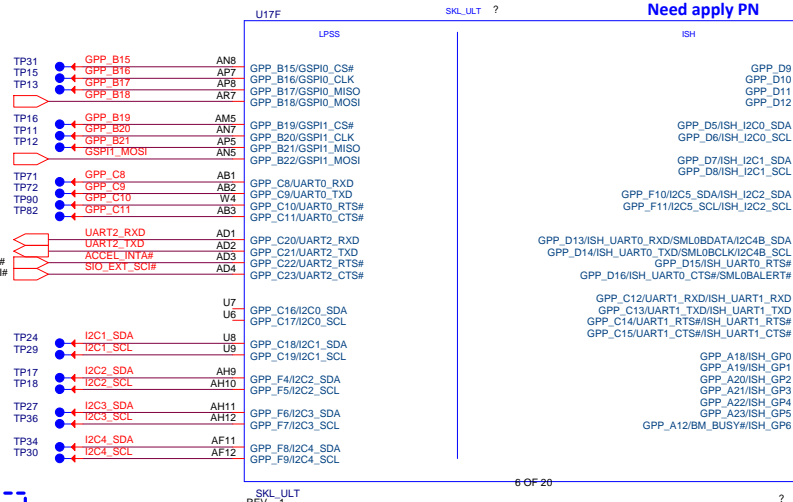 U17F SKL_ULT ? Need apply PN
LPSS ISH
TP31 GPP_B15 AN8 GPP_B15/GSPI0_CS# GPP_D9
TP15 GPP_B16 AP7 GPP_B16/GSPI0_CLK GPP_D10
TP13 GPP_B17 AP8 GPP_B17/GSPI0_MISO GPP_D11
GPP_B18 AR7 GPP_B18/GSPI0_MOSI GPP_D12
TP16 GPP_B19 AM5 GPP_B19/GSPI1_CS# GPP_D5/ISH_I2C0_SDA
TP11 GPP_B20 AN7 GPP_B20/GSPI1_CLK GPP_D6/ISH_I2C0_SCL
TP12 GPP_B21 AP5 GPP_B21/GSPI1_MISO
GSPI1_MOSI AN5 GPP_B22/GSPI1_MOSI GPP_D7/ISH_I2C1_SDA
GPP_D8/ISH_I2C1_SCL
TP71 GPP_C8 AB1 GPP_C8/UART0_RXD
TP72 GPP_C9 AB2 GPP_C9/UART0_TXD GPP_F10/I2C5_SDA/ISH_I2C2_SDA
TP90 GPP_C10 W4 GPP_C10/UART0_RTS# GPP_F11/I2C5_SCL/ISH_I2C2_SCL
TP82 GPP_C11 AB3 GPP_C11/UART0_CTS#
UART2_RXD AD1 GPP_C20/UART2_RXD GPP_D13/ISH_UART0_RXD/SML0BDATA/I2C4B_SDA
UART2_TXD AD2 GPP_C21/UART2_TXD GPP_D14/ISH_UART0_TXD/SML0BCLK/I2C4B_SCL
# ACCEL_INTA# AD3 GPP_C22/UART2_RTS# GPP_D15/ISH_UART0_RTS#
I# SIO_EXT_SCI# AD4 GPP_C23/UART2_CTS# GPP_D16/ISH_UART0_CTS#/SML0BALERT#
GPP_C12/UART1_RXD/ISH_UART1_RXD
U7 GPP_C16/I2C0_SDA GPP_C13/UART1_TXD/ISH_UART1_TXD
U6 GPP_C17/I2C0_SCL GPP_C14/UART1_RTS#/ISH_UART1_RTS#
GPP_C15/UART1_CTS#/ISH_UART1_CTS#
TP24 I2C1_SDA U8 GPP_C18/I2C1_SDA
TP29 I2C1_SCL U9 GPP_C19/I2C1_SCL GPP_A18/ISH_GP0
GPP_A19/ISH_GP1
TP17 I2C2_SDA AH9 GPP_F4/I2C2_SDA GPP_A20/ISH_GP2
TP18 I2C2_SCL AH10 GPP_F5/I2C2_SCL GPP_A21/ISH_GP3
GPP_A22/ISH_GP4
TP27 I2C3_SDA AH11 GPP_F6/I2C3_SDA GPP_A23/ISH_GP5
TP36 I2C3_SCL AH12 GPP_F7/I2C3_SCL GPP_A12/BM_BUSY#/ISH_GP6
TP34 I2C4_SDA AF11 GPP_F8/I2C4_SDA
TP30 I2C4_SCL AF12 GPP_F9/I2C4_SCL
6 OF 20
SKL_ULT ?